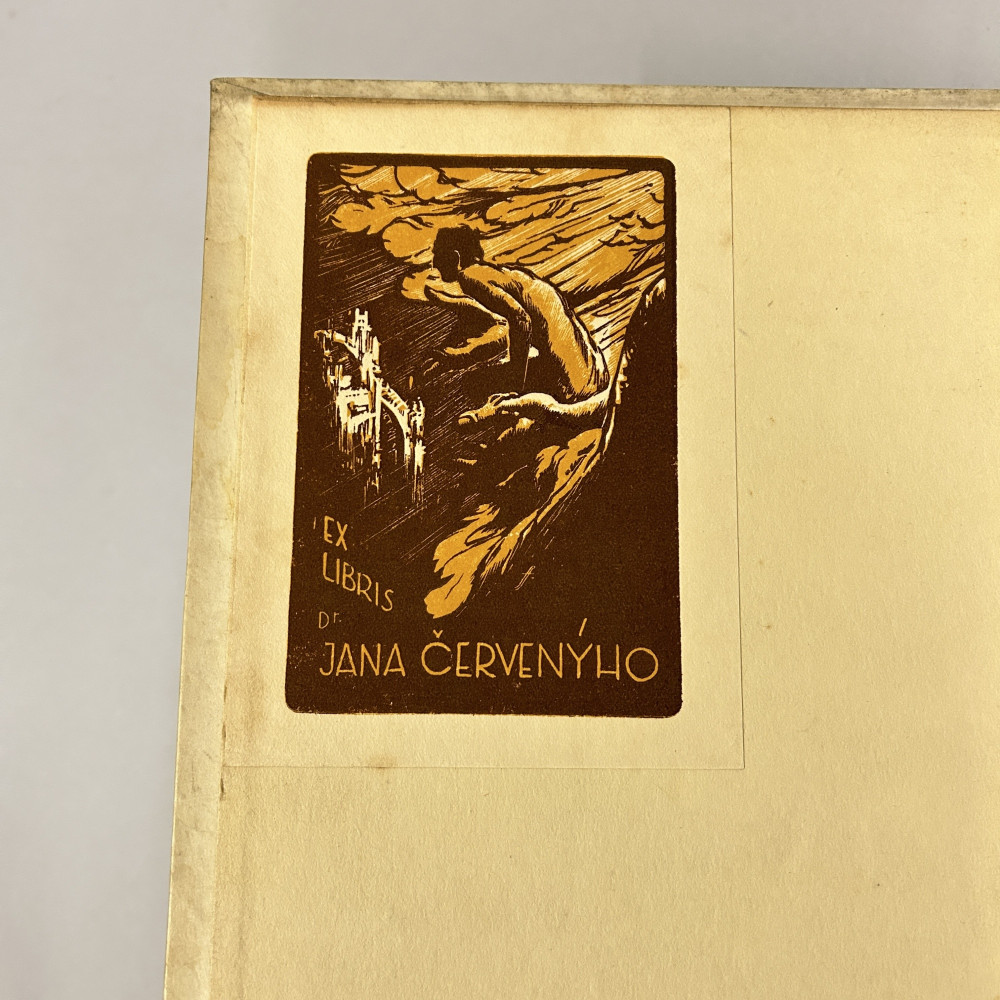 EX
LIBRIS
Dr.
JANA ČERVENÝHO